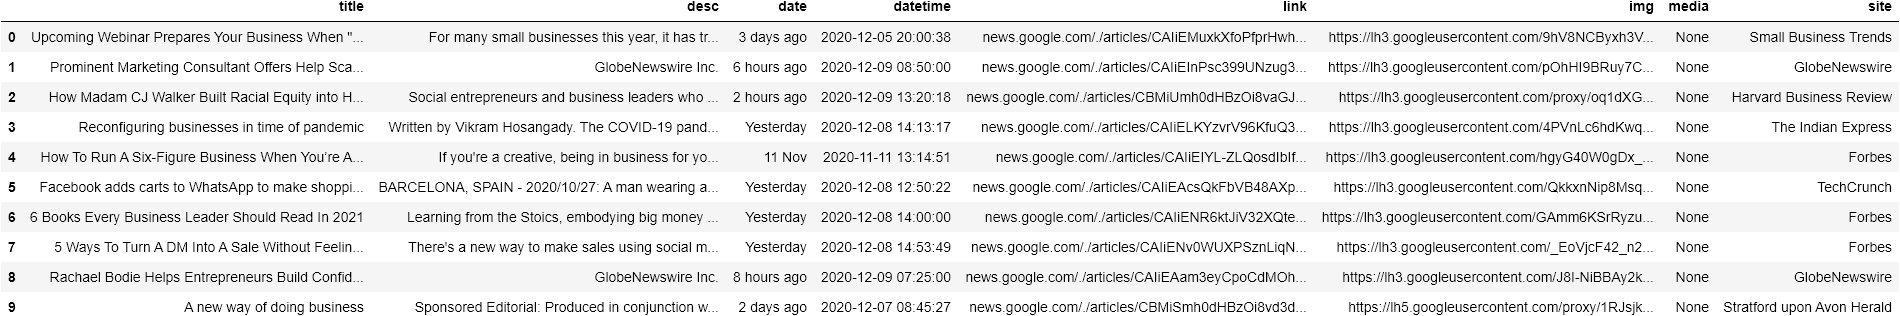 title desc date datetime link img media site
0 Upcoming Webinar Prepares Your Business When "... For many small businesses this year, it has tr... 3 days ago 2020-12-05 20:00:38 news.google.com/./articles/CAIiEMuxkXfoPfprHwh... https://lh3.googleusercontent.com/9hV8NCByxh3V... None Small Business Trends
1 Prominent Marketing Consultant Offers Help Sca... GlobeNewswire Inc. 6 hours ago 2020-12-09 08:50:00 news.google.com/./articles/CAIiEInPsc399UNzug3... https://lh3.googleusercontent.com/pOhHI9BRuy7C... None GlobeNewswire
2 How Madam CJ Walker Built Racial Equity into H... Social entrepreneurs and business leaders who ... 2 hours ago 2020-12-09 13:20:18 news.google.com/./articles/CBMiUmh0dHBzOi8vaGJ... https://lh3.googleusercontent.com/proxy/oq1dXG... None Harvard Business Review
3 Reconfiguring businesses in time of pandemic Written by Vikram Hosangady. The COVID-19 pand... Yesterday 2020-12-08 14:13:17 news.google.com/./articles/CAIiELKYzvrV96KfuQ3... https://lh3.googleusercontent.com/4PVnLc6hdKwq... None The Indian Express
4 How To Run A Six-Figure Business When You're A... If you're a creative, being in business for yo... 11 Nov 2020-11-11 13:14:51 news.google.com/./articles/CAIiEIYL-ZLQosdIbIf... https://lh3.googleusercontent.com/hgyG40W0gDx_... None Forbes
5 Facebook adds carts to WhatsApp to make shoppi... BARCELONA, SPAIN - 2020/10/27: A man wearing a... Yesterday 2020-12-08 12:50:22 news.google.com/./articles/CAIiEAcsQkFbVB48AXp... https://lh3.googleusercontent.com/QkkxnNip8Msq... None TechCrunch
6 6 Books Every Business Leader Should Read In 2021 Learning from the Stoics, embodying big money ... Yesterday 2020-12-08 14:00:00 news.google.com/./articles/CAIiENR6ktJiV32XQte... https://lh3.googleusercontent.com/GAmm6KSrRyzu... None Forbes
7 5 Ways To Turn A DM Into A Sale Without Feelin... There's a new way to make sales using social m... Yesterday 2020-12-08 14:53:49 news.google.com/./articles/CAIiENv0WUXPSznLiqN... https://lh3.googleusercontent.com/_EoVjcF42_n2... None Forbes
8 Rachael Bodie Helps Entrepreneurs Build Confid... GlobeNewswire Inc. 8 hours ago 2020-12-09 07:25:00 news.google.com/./articles/CAIiEAam3eyCpoCdMOh... https://lh3.googleusercontent.com/J8I-NiBBAy2k... None GlobeNewswire
9 A new way of doing business Sponsored Editorial: Produced in conjunction w... 2 days ago 2020-12-07 08:45:27 news.google.com/./articles/CBMiSmh0dHBzOi8vd3d... https://lh5.googleusercontent.com/proxy/1RJsjk... None Stratford upon Avon Herald